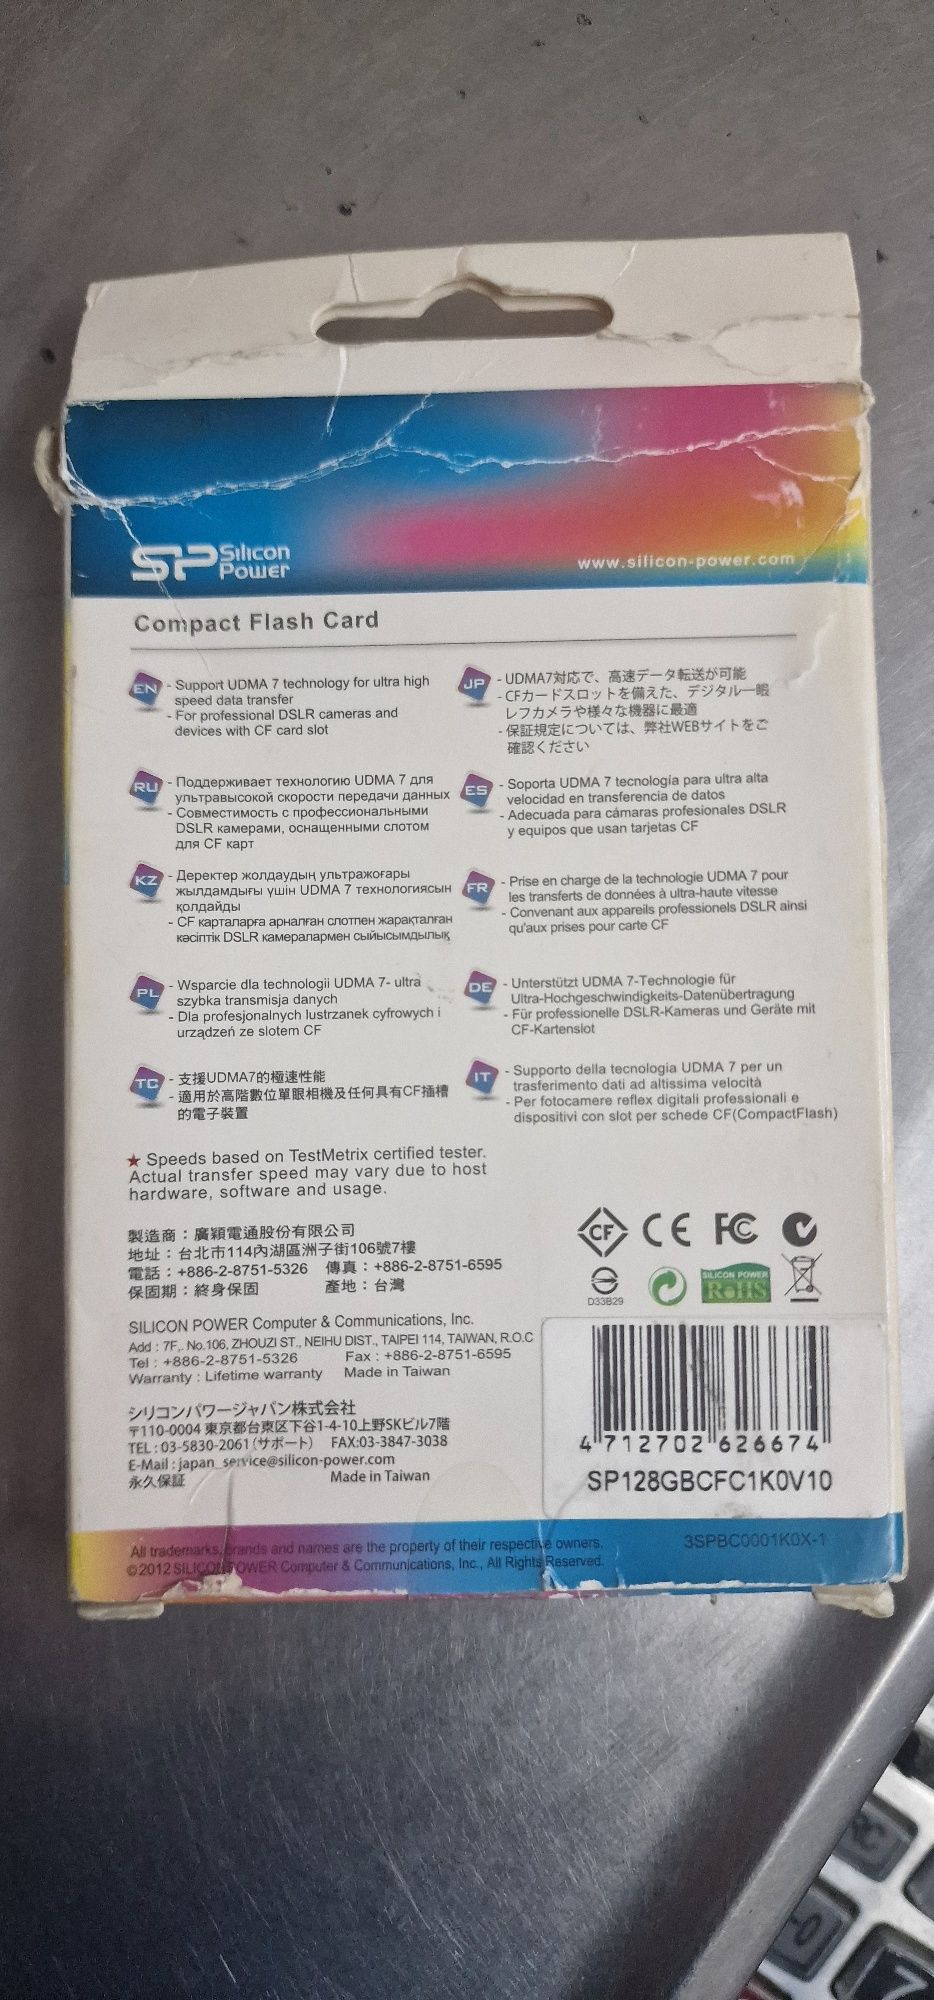 SP Silicon Power
www.silicon-power.com
Compact Flash Card
EN - Support UDMA 7 technology for ultra high
speed data transfer
- For professional DSLR cameras and
devices with CF card slot
JP - UDMA7対応で、高速データ転送が可能
- CFカードスロットを備えた、デジタル一眼
レフカメラや様々な機器に最適
- 保証規定については、弊社WEBサイトをご
確認ください
RU - Поддерживает технологию UDMA 7 для
ультравысокой скорости передачи данных
- Совместимость с профессиональными
DSLR камерами, оснащенными слотом
для CF карт
ES - Soporta UDMA 7 tecnología para ultra alta
velocidad en transferencia de datos
- Adecuada para cámaras profesionales DSLR
y equipos que usan tarjetas CF
KZ - Деректер жолдаудың ультражоғары
жылдамдығы үшін UDMA 7 технологиясын
қолдайды
- CF карталарға арналған слотпен жарақталған
кәсіптік DSLR камералармен сыйысымдылық
FR - Prise en charge de la technologie UDMA 7 pour
les transferts de données à ultra-haute vitesse
- Convenant aux appareils professionels DSLR ainsi
qu'aux prises pour carte CF
PL - Wsparcie dla technologii UDMA 7- ultra
szybka transmisja danych
- Dla profesjonalnych lustrzanek cyfrowych i
urządzeń ze slotem CF
DE - Unterstützt UDMA 7-Technologie für
Ultra-Hochgeschwindigkeits-Datenübertragung
- Für professionelle DSLR-Kameras und Geräte mit
CF-Kartenslot
TC - 支援UDMA7的極速性能
- 適用於高階數位單眼相機及任何具有CF插槽
的電子裝置
IT - Supporto della tecnologia UDMA 7 per un
trasferimento dati ad altissima velocità
- Per fotocamere reflex digitali professionali e
dispositivi con slot per schede CF(CompactFlash)
★ Speeds based on TestMetrix certified tester.
Actual transfer speed may vary due to host
hardware, software and usage.
製造商：廣穎電通股份有限公司
地址：台北市114內湖區洲子街106號7樓
電話：+886-2-8751-5326 傳真：+886-2-8751-6595
保固期：終身保固 產地：台灣
CF CE FC
D33B29
SILICON POWER
RoHS
SILICON POWER Computer & Communications, Inc.
Add : 7F,. No.106, ZHOUZI ST., NEIHU DIST., TAIPEI 114, TAIWAN, R.O.C
Tel : +886-2-8751-5326 Fax : +886-2-8751-6595
Warranty : Lifetime warranty Made in Taiwan
シリコンパワージャパン株式会社
〒110-0004 東京都台東区下谷1-4-10上野SKビル7階
TEL : 03-5830-2061 (サポート) FAX:03-3847-3038
E-Mail : japan_service@silicon-power.com
永久保証 Made in Taiwan
4 712702 626674
SP128GBCFC1K0V10
All trademarks, brands and names are the property of their respective owners.
©2012 SILICON POWER Computer & Communications, Inc., All Rights Reserved.
3SPBC0001K0X-1
7